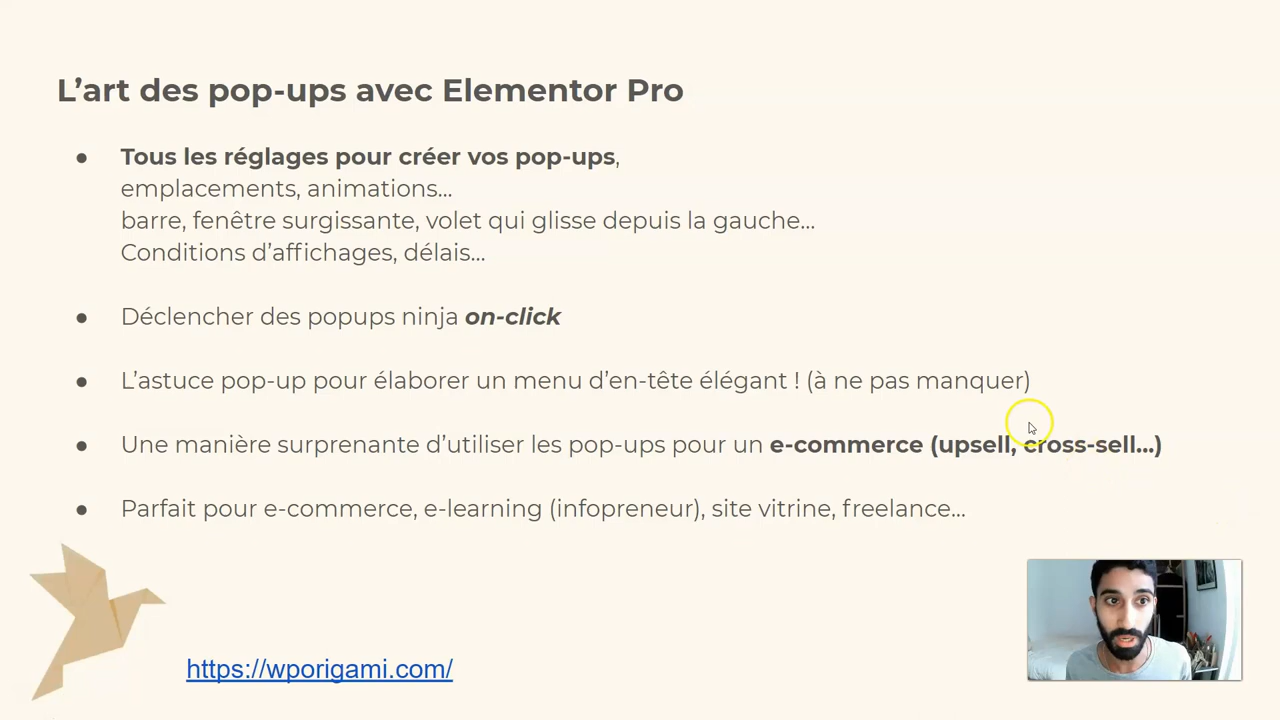 L’art des pop-ups avec Elementor Pro
● Tous les réglages pour créer vos pop-ups,
emplacements, animations…
barre, fenêtre surgissante, volet qui glisse depuis la gauche…
Conditions d’affichages, délais…
● Déclencher des popups ninja on-click
● L’astuce pop-up pour élaborer un menu d’en-tête élégant ! (à ne pas manquer)
● Une manière surprenante d’utiliser les pop-ups pour un e-commerce (upsell, cross-sell…)
● Parfait pour e-commerce, e-learning (infopreneur), site vitrine, freelance…
https://wporigami.com/